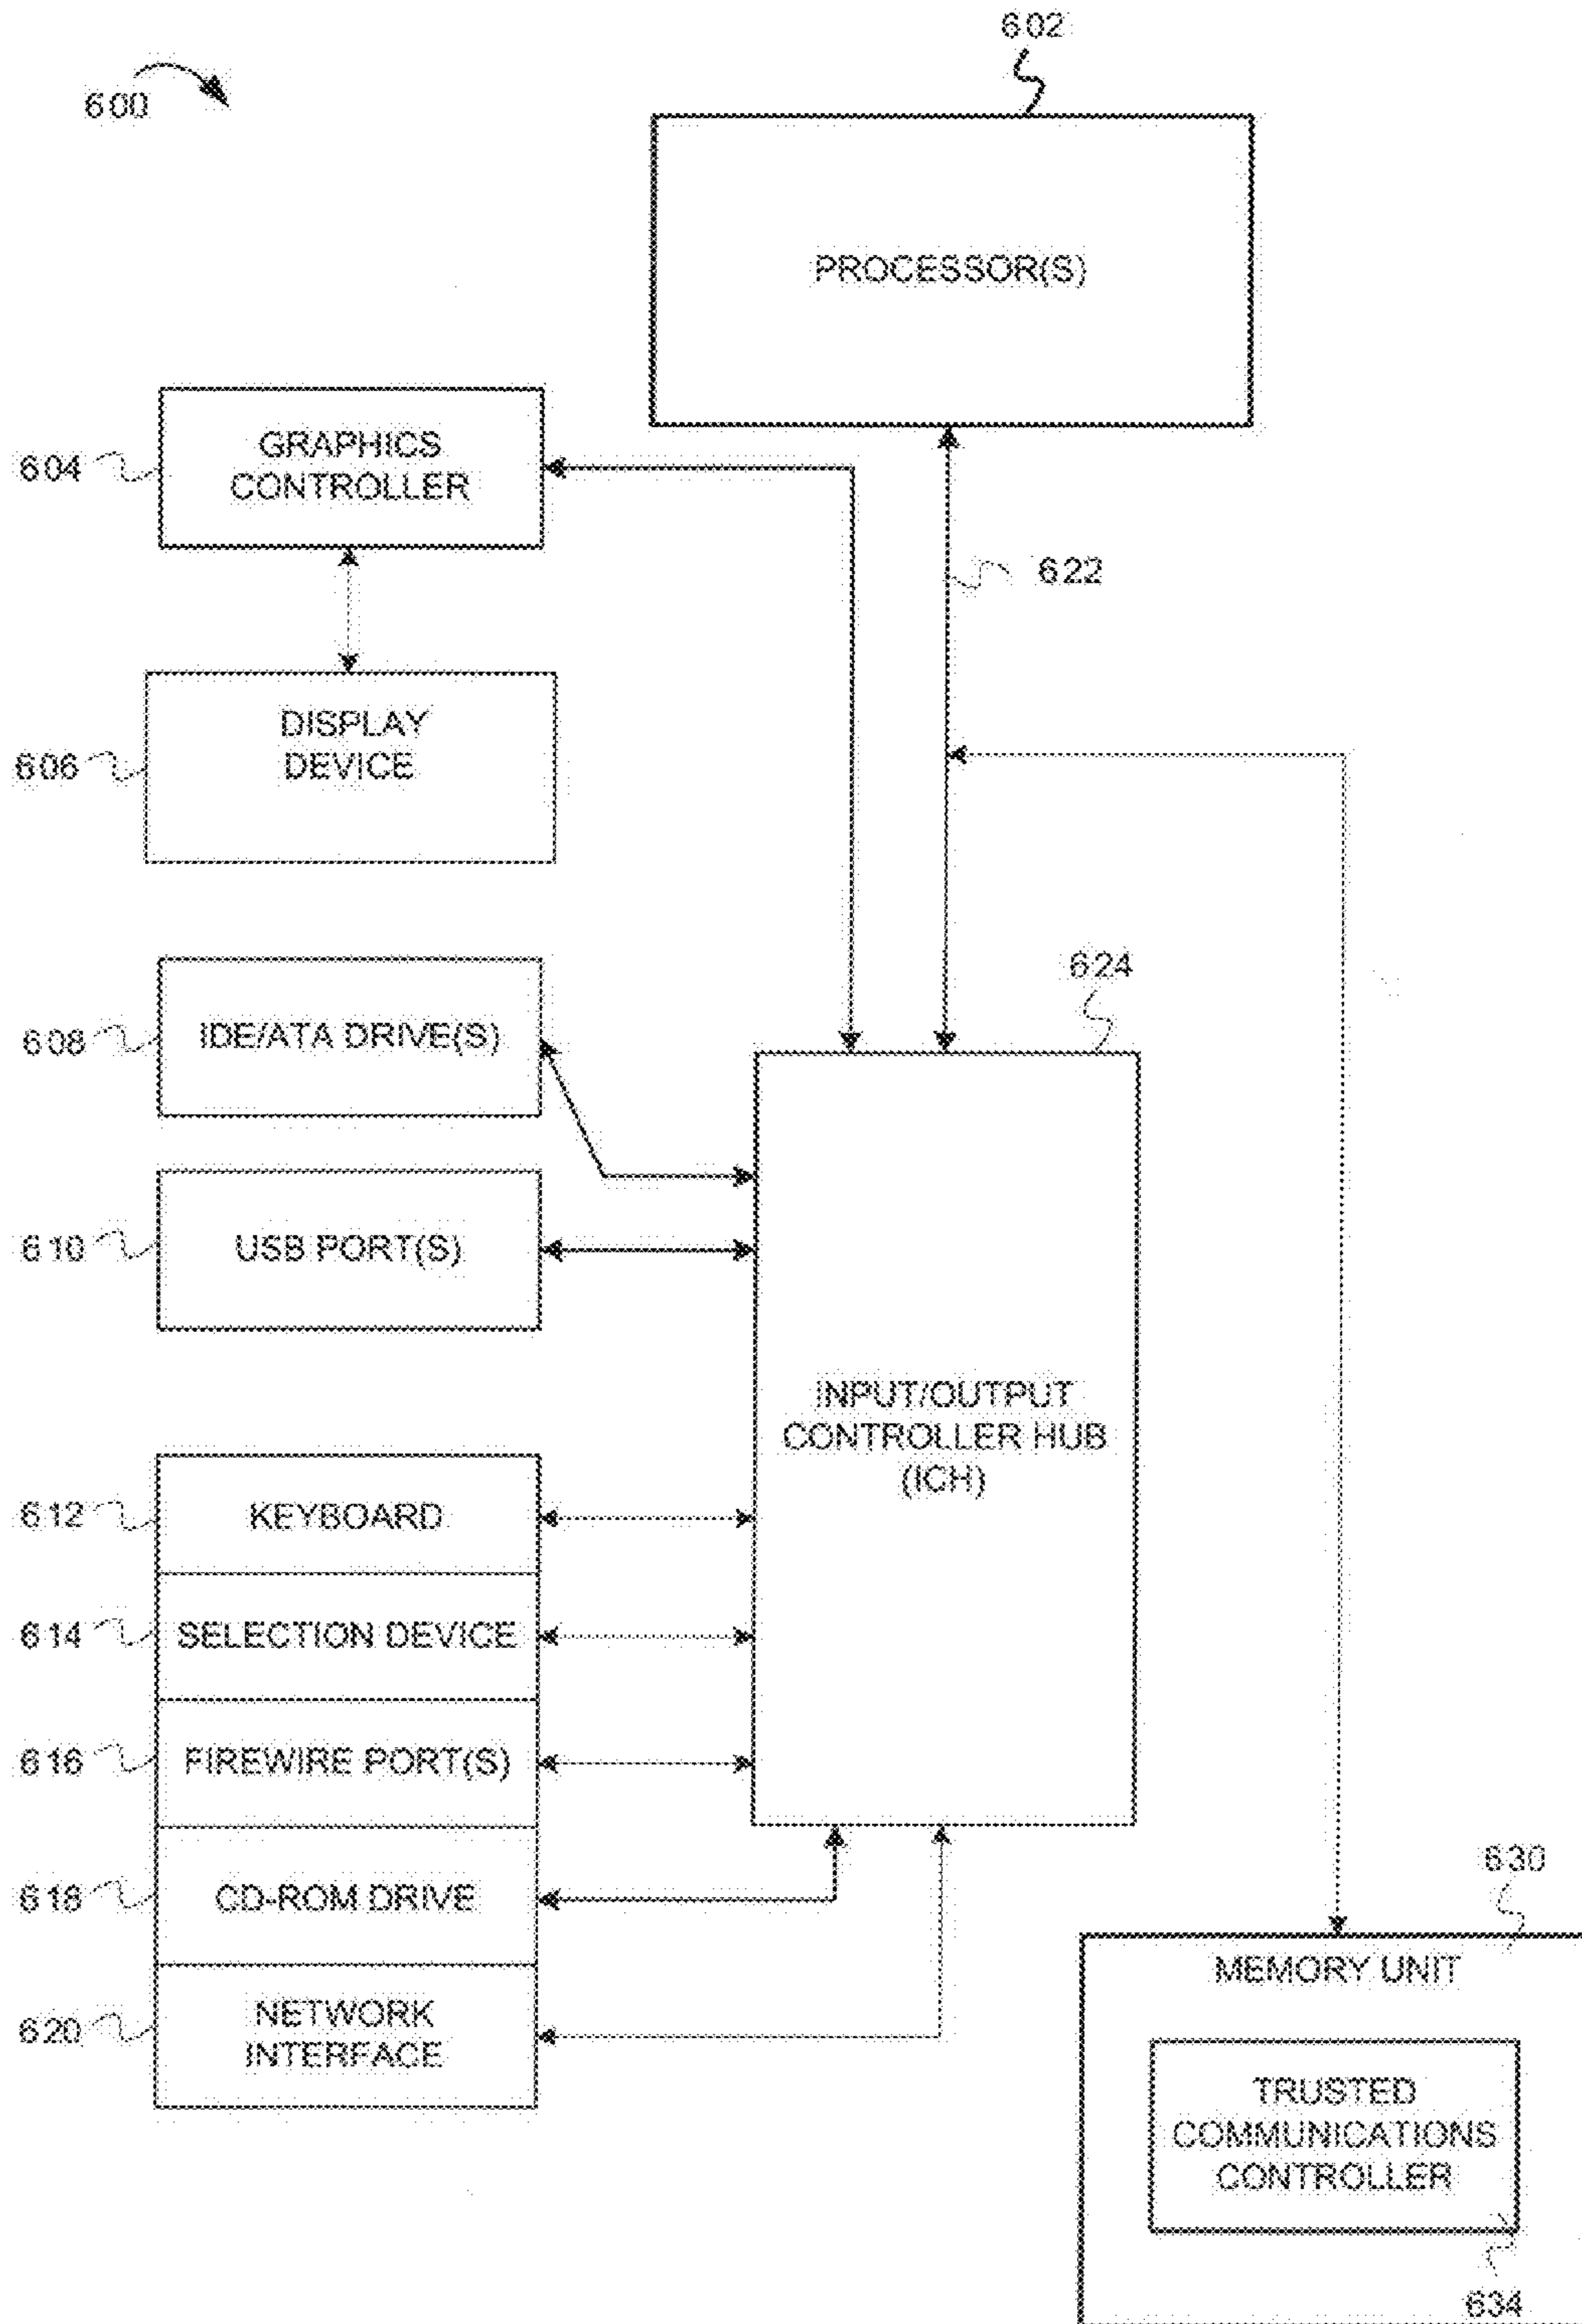 602
600
PROCESSOR(S)
604
GRAPHICS
CONTROLLER
622
606
DISPLAY
DEVICE
624
608
IDE/ATA DRIVE(S)
610
USB PORT(S)
INPUT/OUTPUT
CONTROLLER HUB
(ICH)
612
KEYBOARD
614
SELECTION DEVICE
616
FIREWIRE PORT(S)
618
CD-ROM DRIVE
630
MEMORY UNIT
620
NETWORK
INTERFACE
TRUSTED
COMMUNICATIONS
CONTROLLER
634